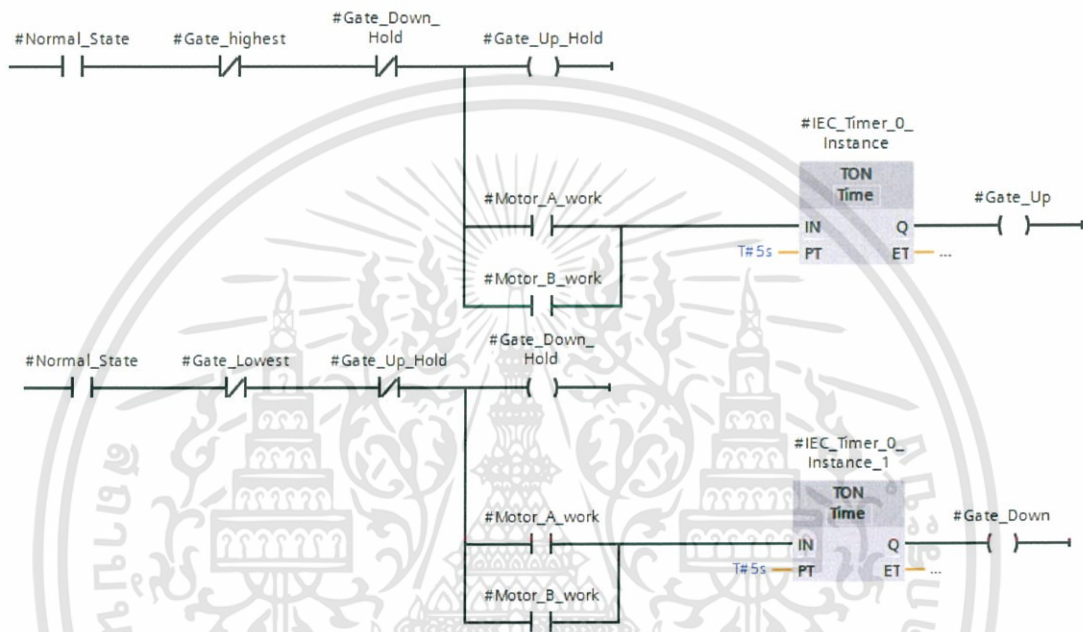 #Normal_State
#Gate_highest
#Gate_Down_
Hold
#Gate_Up_Hold
#Motor_A_work
#Motor_B_work
#IEC_Timer_0_
Instance
TON
Time
IN
Q
T#5s
PT
ET
...
#Gate_Up
#Normal_State
#Gate_Lowest
#Gate_Up_Hold
#Gate_Down_
Hold
#Motor_A_work
#Motor_B_work
#IEC_Timer_0_
Instance_1
TON
Time
IN
Q
T#5s
PT
ET
...
#Gate_Down